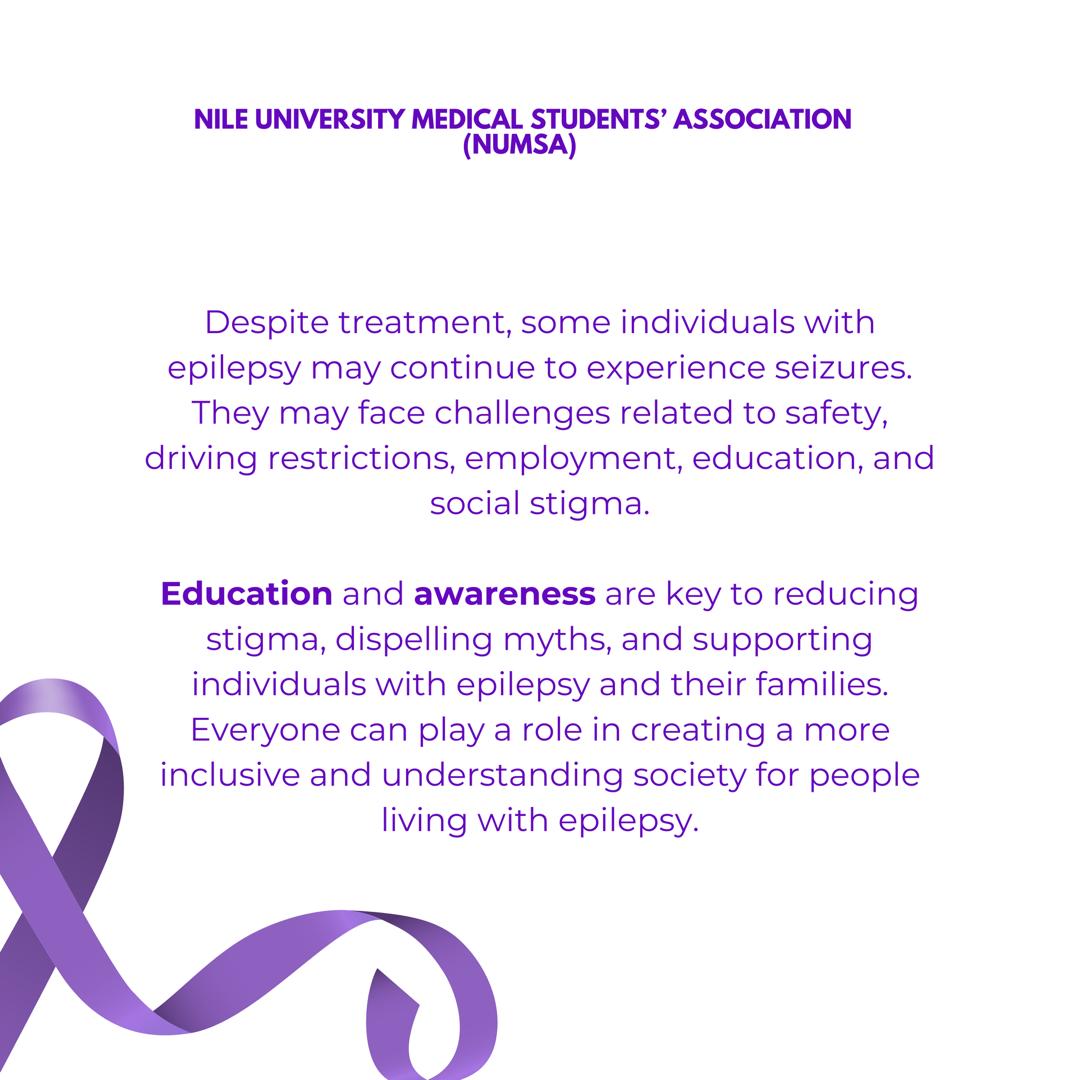 NILE UNIVERSITY MEDICAL STUDENTS’ ASSOCIATION
(NUMSA)
Despite treatment, some individuals with
epilepsy may continue to experience seizures.
They may face challenges related to safety,
driving restrictions, employment, education, and
social stigma.
Education and awareness are key to reducing
stigma, dispelling myths, and supporting
individuals with epilepsy and their families.
Everyone can play a role in creating a more
inclusive and understanding society for people
living with epilepsy.